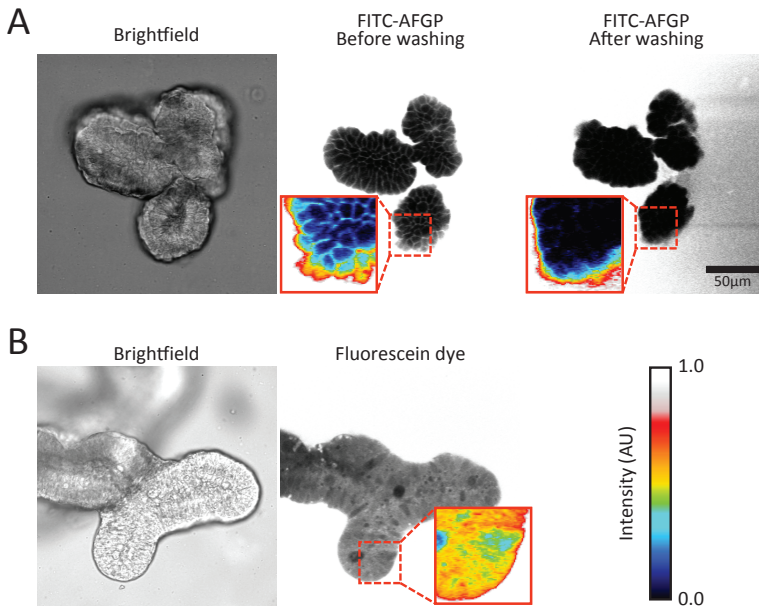 A
Brightfield
FITC-AFGP
Before washing
FITC-AFGP
After washing
50µm
B
Brightfield
Fluorescein dye
1.0
Intensity (AU)
0.0